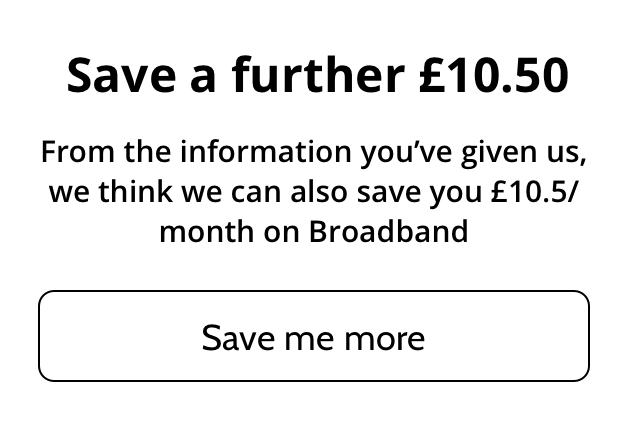 Save a further £10.50
From the information you’ve given us,
we think we can also save you £10.5/
month on Broadband
Save me more